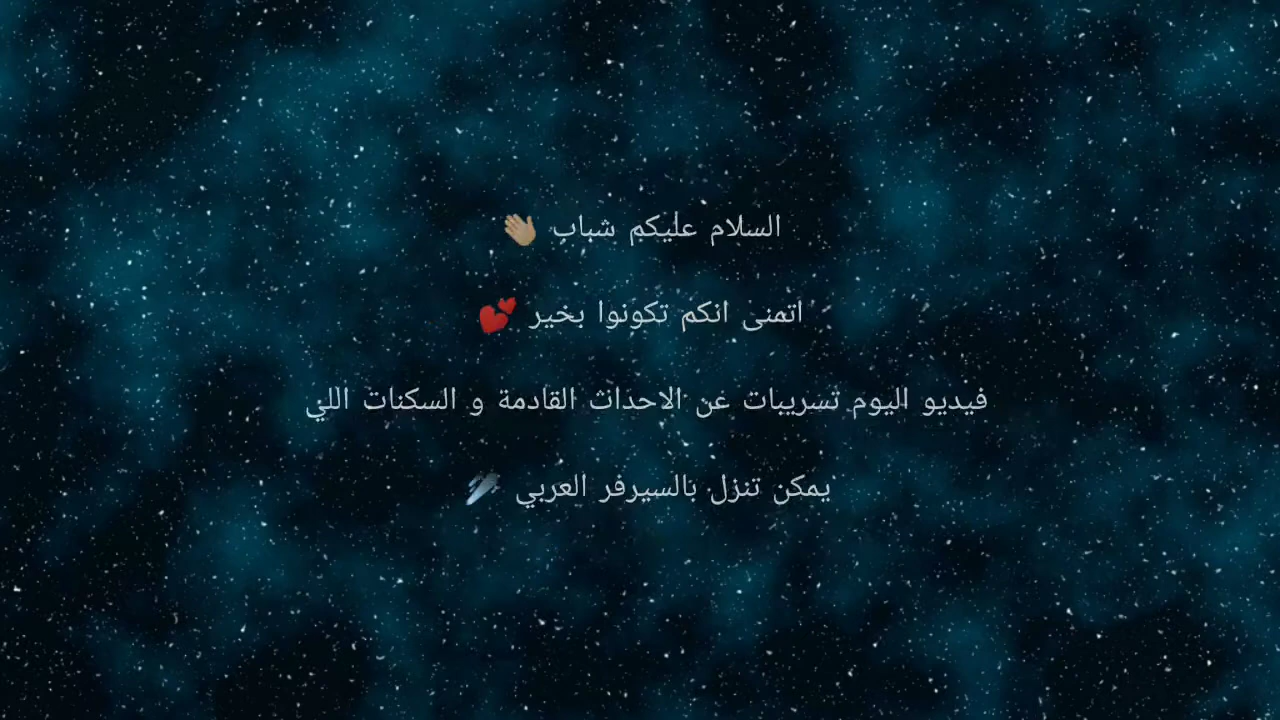 السلام عليكم شباب 👋🏼
اتمنى انكم تكونوا بخير 💕
فيديو اليوم تسريبات عن الاحداث القادمة و السكنات اللي
يمكن تنزل بالسيرفر العربي ☄